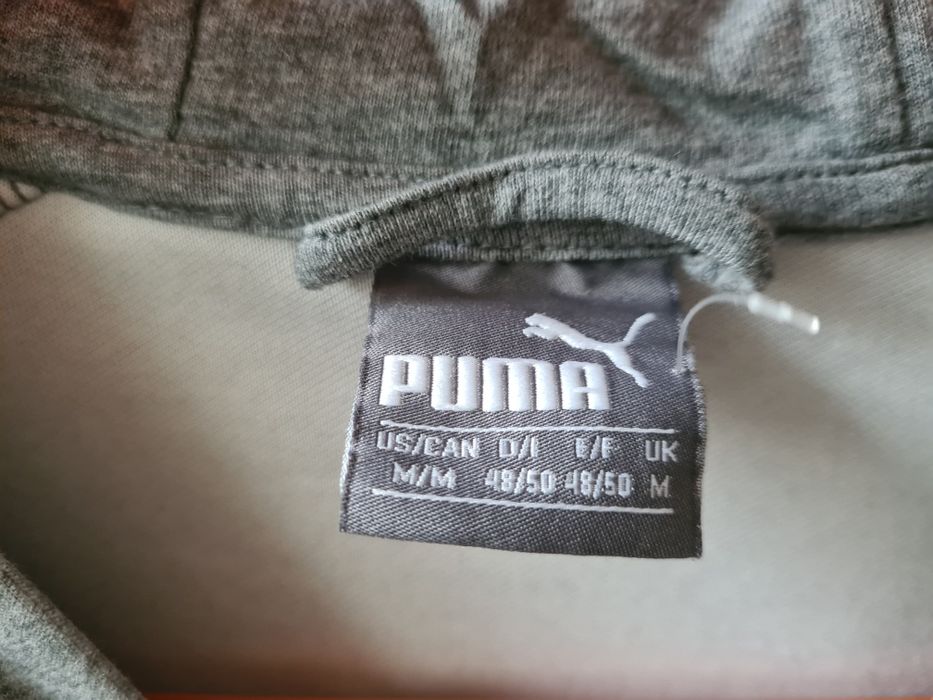 PUMA
US/CAN D/I E/F UK
M/M 48/50 48/50 M